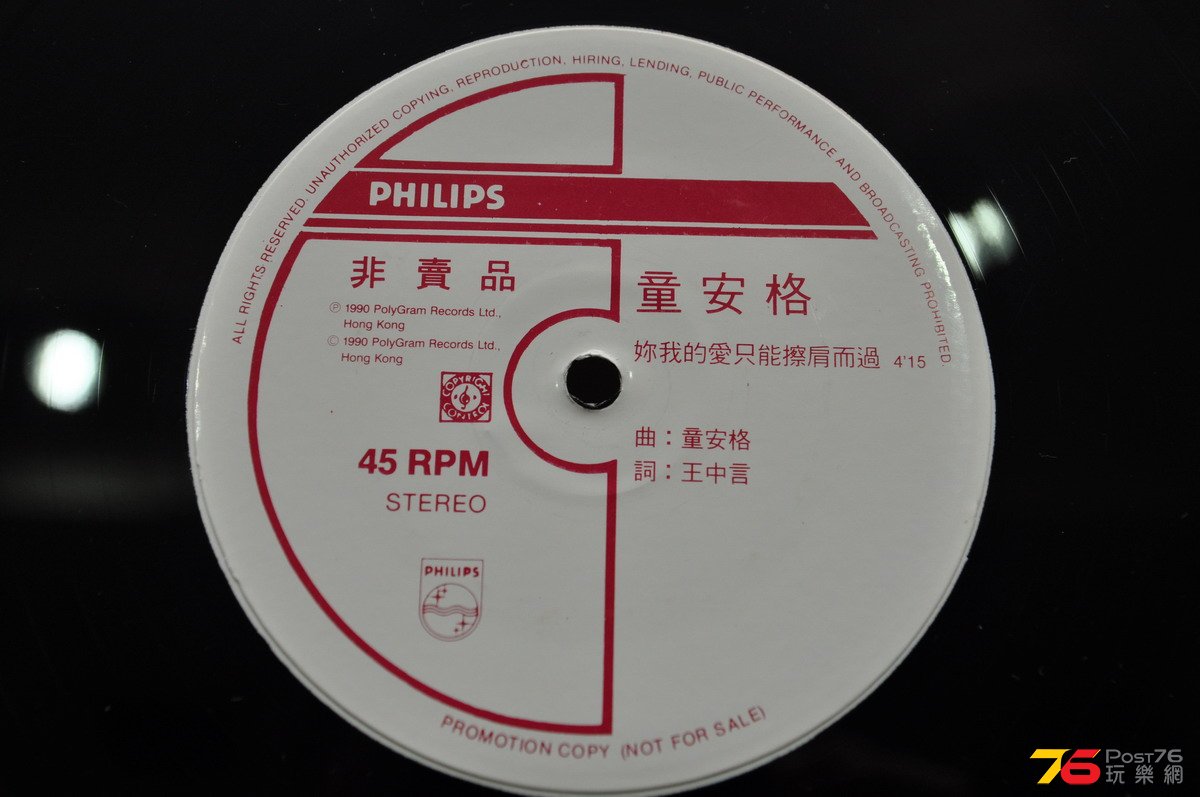 ALL RIGHTS RESERVED. UNAUTHORIZED COPYING, REPRODUCTION, HIRING, LENDING, PUBLIC PERFORMANCE AND BROADCASTING PROHIBITED.
PHILIPS
非賣品
Ⓟ 1990 PolyGram Records Ltd.,
Hong Kong
Ⓒ 1990 PolyGram Records Ltd.,
Hong Kong
COPYRIGHT
CONTROL
45 RPM
STEREO
PHILIPS
童安格
妳我的愛只能擦肩而過 4'15
曲：童安格
詞：王中言
PROMOTION COPY (NOT FOR SALE)
76 POST76
玩樂網